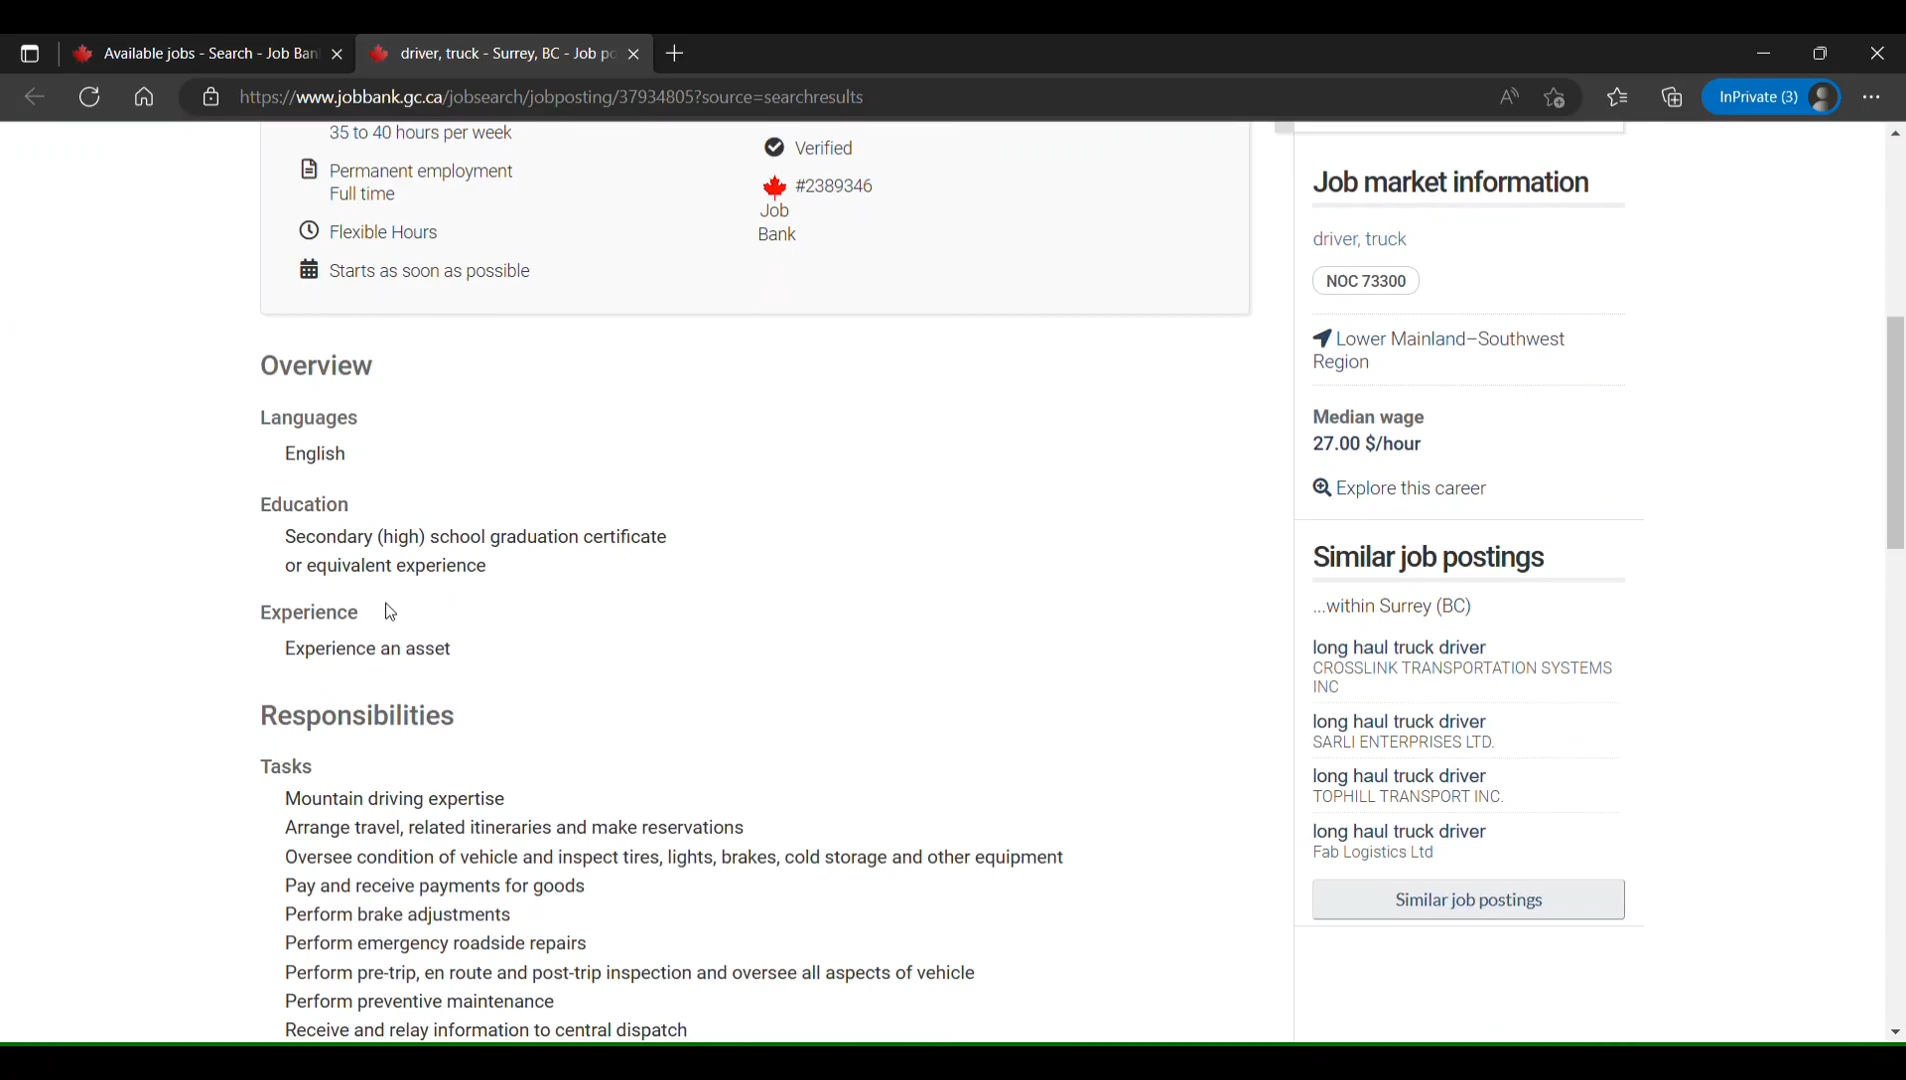 Available jobs - Search - Job Ban
driver, truck - Surrey, BC - Job po
https://www.jobbank.gc.ca/jobsearch/jobposting/37934805?source=searchresults
InPrivate (3)
35 to 40 hours per week
Permanent employment
Full time
Flexible Hours
Starts as soon as possible
Verified
#2389346
Job
Bank
Overview
Languages
English
Education
Secondary (high) school graduation certificate
or equivalent experience
Experience
Experience an asset
Responsibilities
Tasks
Mountain driving expertise
Arrange travel, related itineraries and make reservations
Oversee condition of vehicle and inspect tires, lights, brakes, cold storage and other equipment
Pay and receive payments for goods
Perform brake adjustments
Perform emergency roadside repairs
Perform pre-trip, en route and post-trip inspection and oversee all aspects of vehicle
Perform preventive maintenance
Receive and relay information to central dispatch
Job market information
driver, truck
NOC 73300
Lower Mainland–Southwest
Region
Median wage
27.00 $/hour
Explore this career
Similar job postings
...within Surrey (BC)
long haul truck driver
CROSSLINK TRANSPORTATION SYSTEMS
INC
long haul truck driver
SARLI ENTERPRISES LTD.
long haul truck driver
TOPHILL TRANSPORT INC.
long haul truck driver
Fab Logistics Ltd
Similar job postings